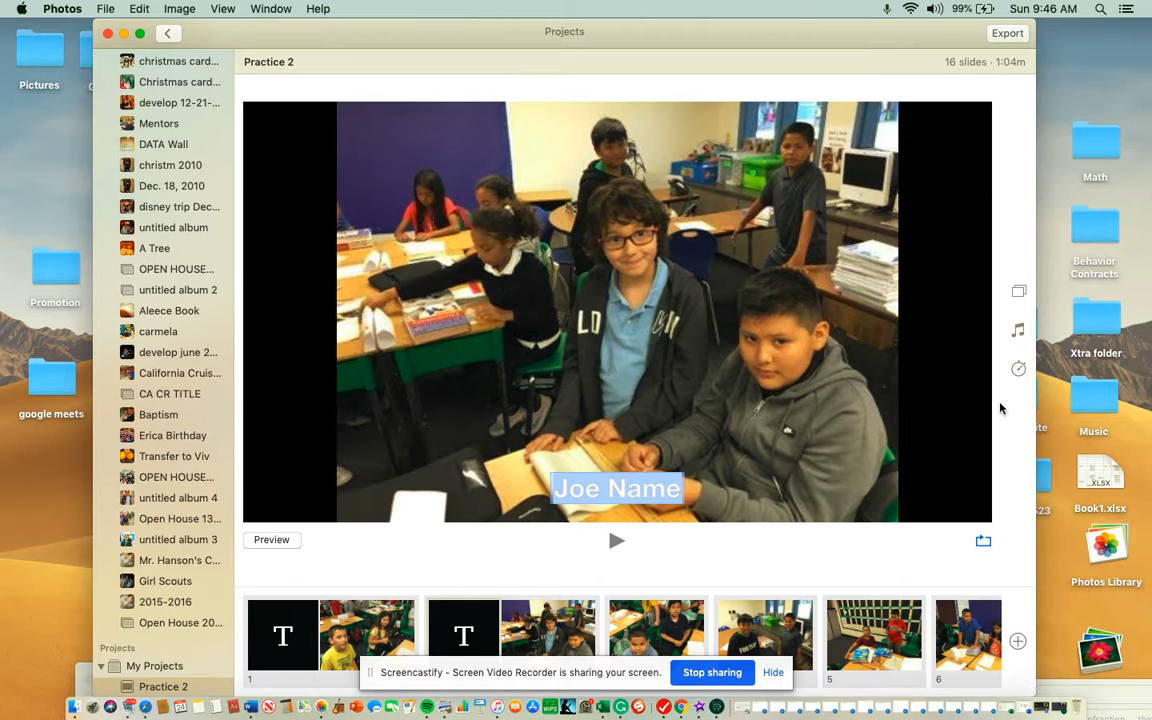 Photos File Edit Image View Window Help 99% Sun 9:46 AM
Projects Export
Practice 2 16 slides · 1:04m
christmas card...
Christmas card...
develop 12-21-...
Mentors
DATA Wall
christm 2010
Dec. 18, 2010
disney trip Dec...
untitled album
A Tree
OPEN HOUSE...
untitled album 2
Aleece Book
carmela
develop june 2...
California Cruis...
CA CR TITLE
Baptism
Erica Birthday
Transfer to Viv
OPEN HOUSE...
untitled album 4
Open House 13...
untitled album 3
Mr. Hanson's C...
Girl Scouts
2015-2016
Open House 20...
Projects
My Projects
Practice 2
Joe Name
Preview
T
T
1
5
6
Screencastify - Screen Video Recorder is sharing your screen. Stop sharing Hide
Pictures
Promotion
google meets
Math
Behavior
Contracts
Xtra folder
Music
XLSX
Book1.xlsx
Photos Library